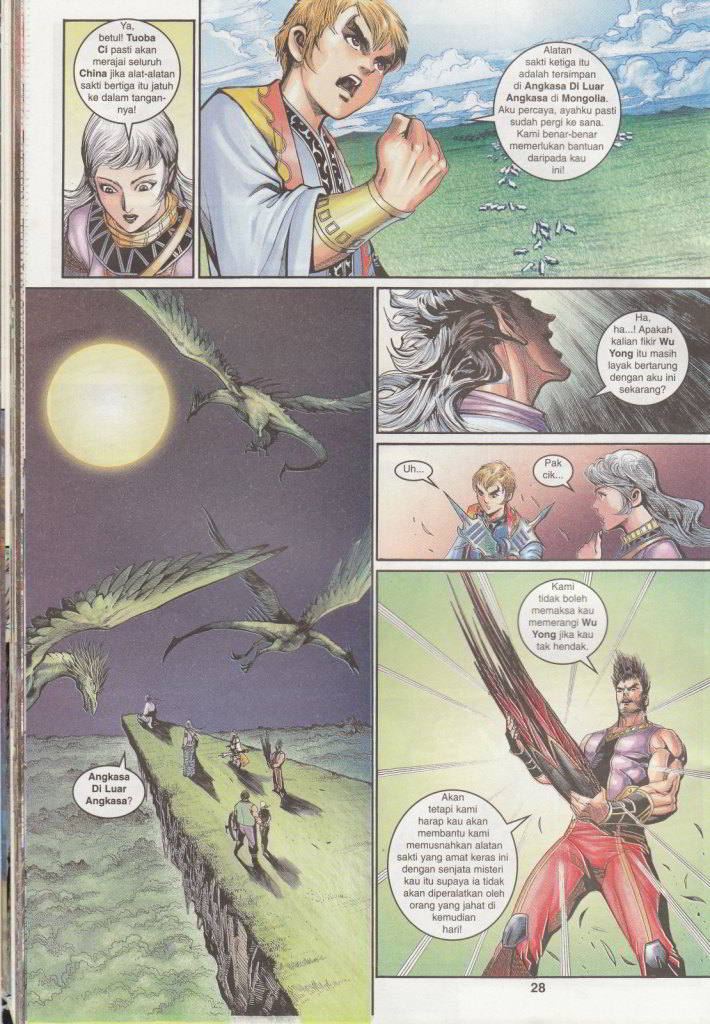 Ya,
betul! Tuoba
Ci pasti akan
merajai seluruh
China jika alat-alatan
sakti bertiga itu jatuh
ke dalam tangan-
nya!
Alatan
sakti ketiga itu
adalah tersimpan
di Angkasa Di Luar
Angkasa di Mongolia.
Aku percaya, ayahku pasti
sudah pergi ke sana.
Kami benar-benar
memerlukan bantuan
daripada kau
ini!
Angkasa
Di Luar
Angkasa?
Ha,
ha...! Apakah
kalian fikir Wu
Yong itu masih
layak bertarung
dengan aku ini
sekarang?
Uh...
Pak
cik...
Kami
tidak boleh
memaksa kau
memerangi Wu
Yong jika kau
tak hendak.
Akan
tetapi kami
harap kau akan
membantu kami
memusnahkan alatan
sakti yang amat keras ini
dengan senjata misteri
kau itu supaya ia tidak
akan diperalatkan oleh
orang yang jahat di
kemudian
hari!
28